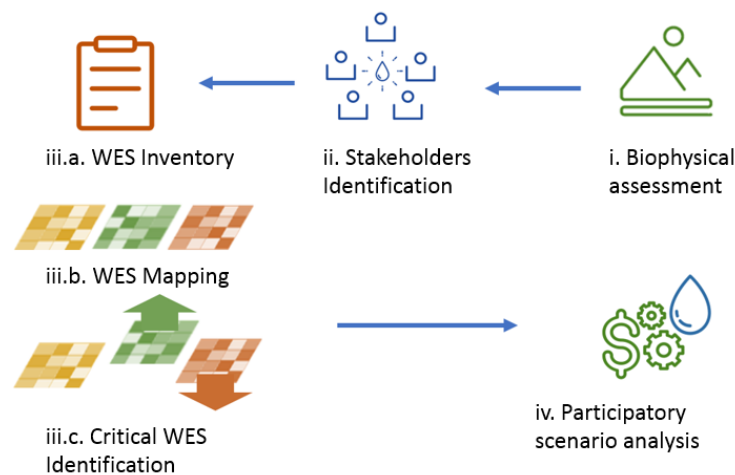 iii.a. WES Inventory
ii. Stakeholders
Identification
i. Biophysical
assessment
iii.b. WES Mapping
iii.c. Critical WES
Identification
$
iv. Participatory
scenario analysis